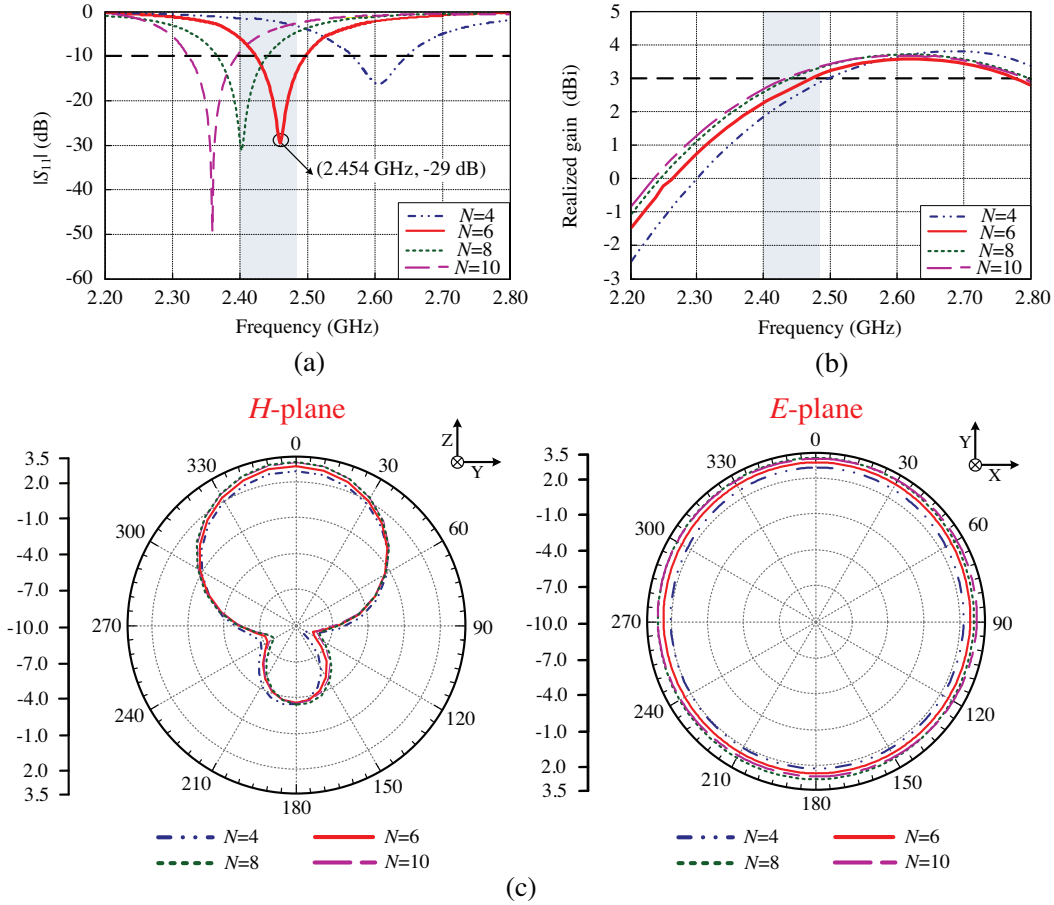 0
-10
-20
-30
-40
-50
-60
|S₁₁| (dB)
(2.454 GHz, -29 dB)
N=4
N=6
N=8
N=10
2.20 2.30 2.40 2.50 2.60 2.70 2.80
Frequency (GHz)
(a)
5
4
3
2
1
0
-1
-2
-3
Realized gain (dBi)
N=4
N=6
N=8
N=10
2.20 2.30 2.40 2.50 2.60 2.70 2.80
Frequency (GHz)
(b)
H-plane
Z
Y
3.5
2.0
-1.0
-4.0
-7.0
-10.0
-7.0
-4.0
-1.0
2.0
3.5
0
30
60
90
120
150
180
210
240
270
300
330
N=4
N=6
N=8
N=10
E-plane
Y
X
3.5
2.0
-1.0
-4.0
-7.0
-10.0
-7.0
-4.0
-1.0
2.0
3.5
0
30
60
90
120
150
180
210
240
270
300
330
N=4
N=6
N=8
N=10
(c)